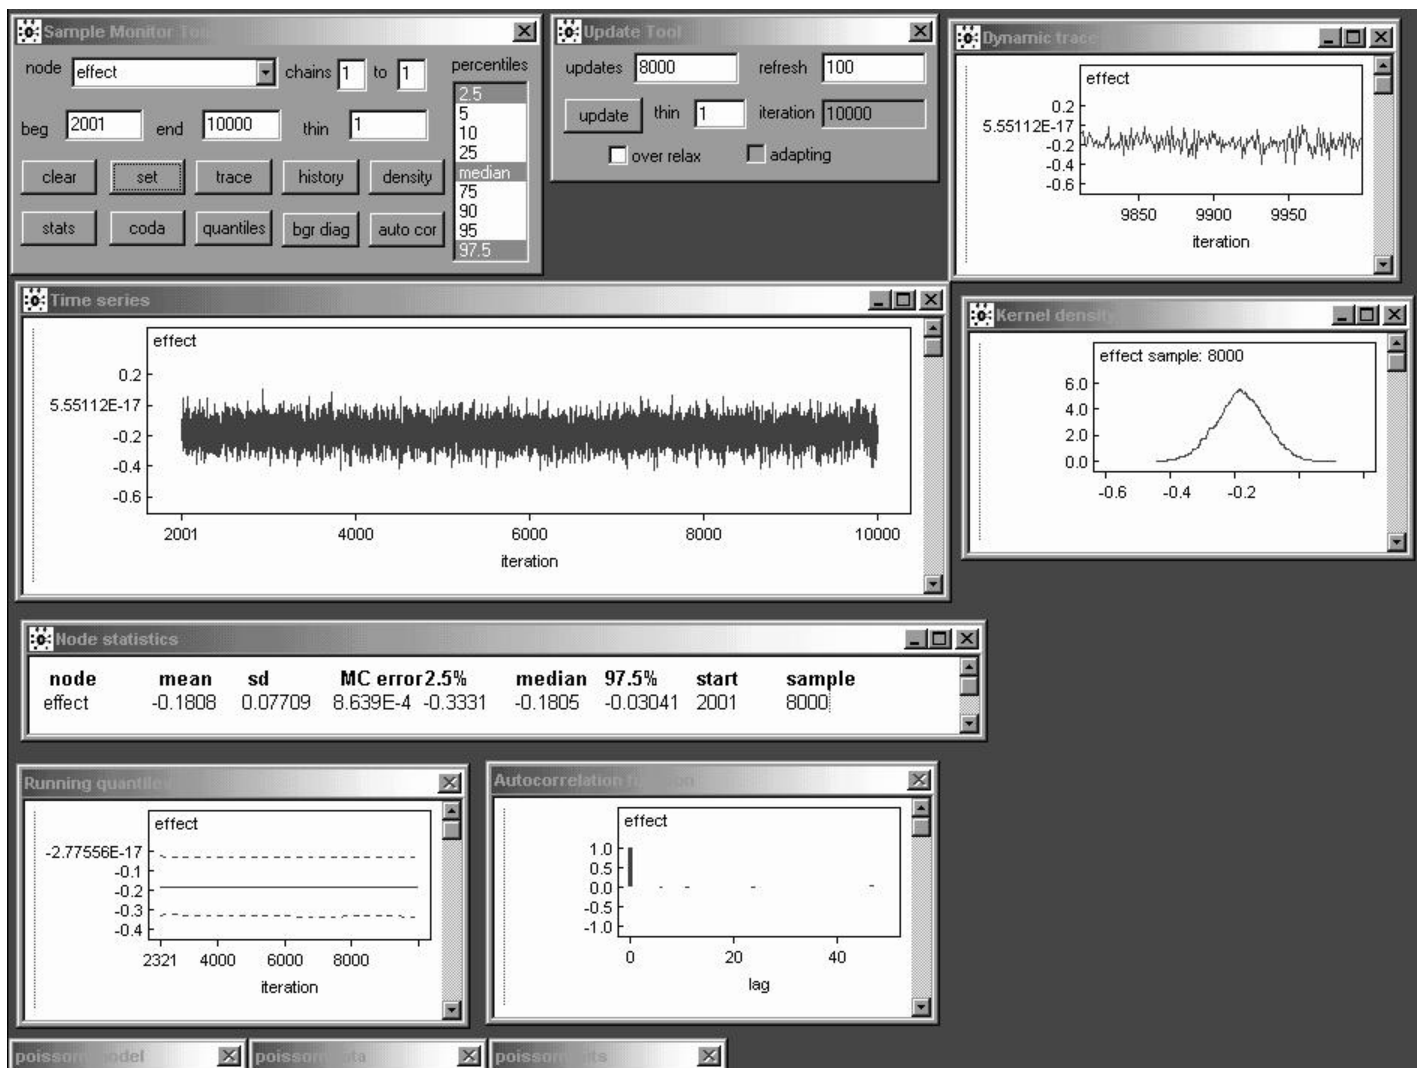 Sample Monitor To
node effect chains 1 to 1 percentiles
2.5
5
10
25
median
75
90
95
97.5
beg 2001 end 10000 thin 1
clear set trace history density
stats coda quantiles bgr diag auto cor
Update Tool
updates 8000 refresh 100
update thin 1 iteration 10000
over relax adapting
Dynamic trace
effect
0.2
5.55112E-17
-0.2
-0.4
-0.6
9850 9900 9950
iteration
Time series
effect
0.2
5.55112E-17
-0.2
-0.4
-0.6
2001 4000 6000 8000 10000
iteration
Kernel density
effect sample: 8000
6.0
4.0
2.0
0.0
-0.6 -0.4 -0.2
Node statistics
node mean sd MC error 2.5% median 97.5% start sample
effect -0.1808 0.07709 8.639E-4 -0.3331 -0.1805 -0.03041 2001 8000
Running quantile
effect
-2.77556E-17
-0.1
-0.2
-0.3
-0.4
2321 4000 6000 8000
iteration
Autocorrelation
effect
1.0
0.5
0.0
-0.5
-1.0
0 20 40
lag
poisson odel
poisson
poisson